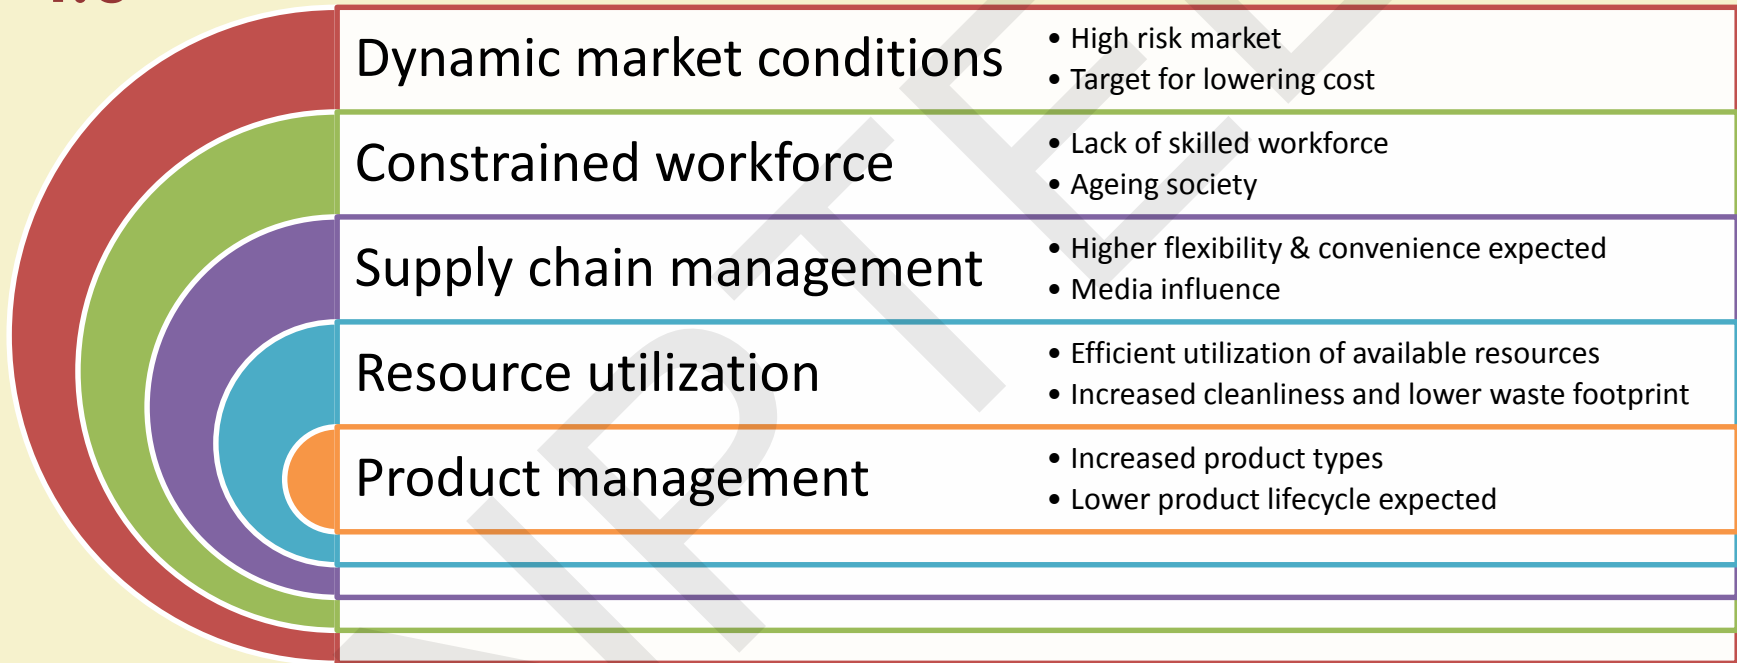 Dynamic market conditions
• High risk market
• Target for lowering cost
Constrained workforce
• Lack of skilled workforce
• Ageing society
Supply chain management
• Higher flexibility & convenience expected
• Media influence
Resource utilization
• Efficient utilization of available resources
• Increased cleanliness and lower waste footprint
Product management
• Increased product types
• Lower product lifecycle expected
NPTEL